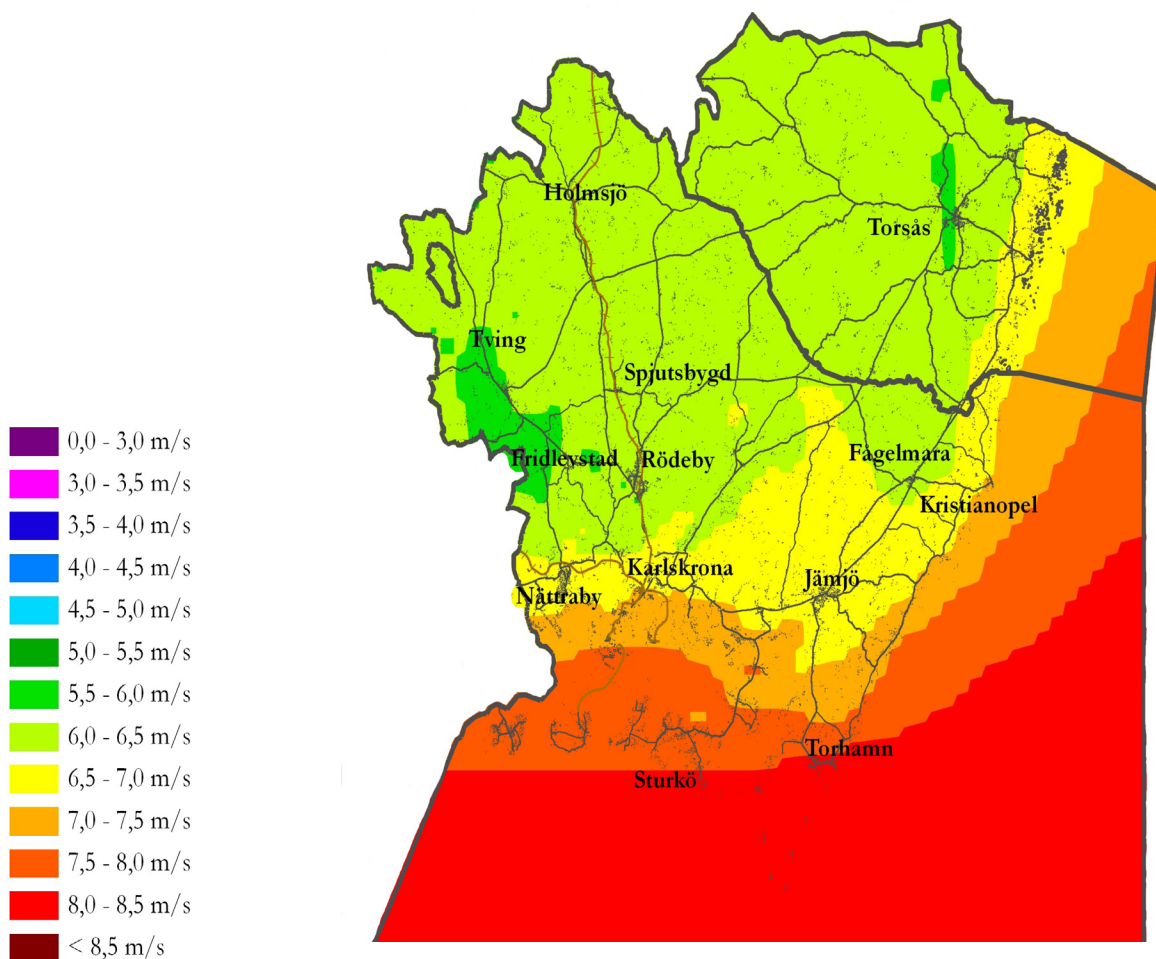 Holmsjö
Torsås
Tving
Spjutsbygd
Fridlevstad
Rödeby
Fågelmara
Kristianopel
Karlskrona
Nättraby
Jämjö
Torhamn
Sturkö
0,0 - 3,0 m/s
3,0 - 3,5 m/s
3,5 - 4,0 m/s
4,0 - 4,5 m/s
4,5 - 5,0 m/s
5,0 - 5,5 m/s
5,5 - 6,0 m/s
6,0 - 6,5 m/s
6,5 - 7,0 m/s
7,0 - 7,5 m/s
7,5 - 8,0 m/s
8,0 - 8,5 m/s
< 8,5 m/s